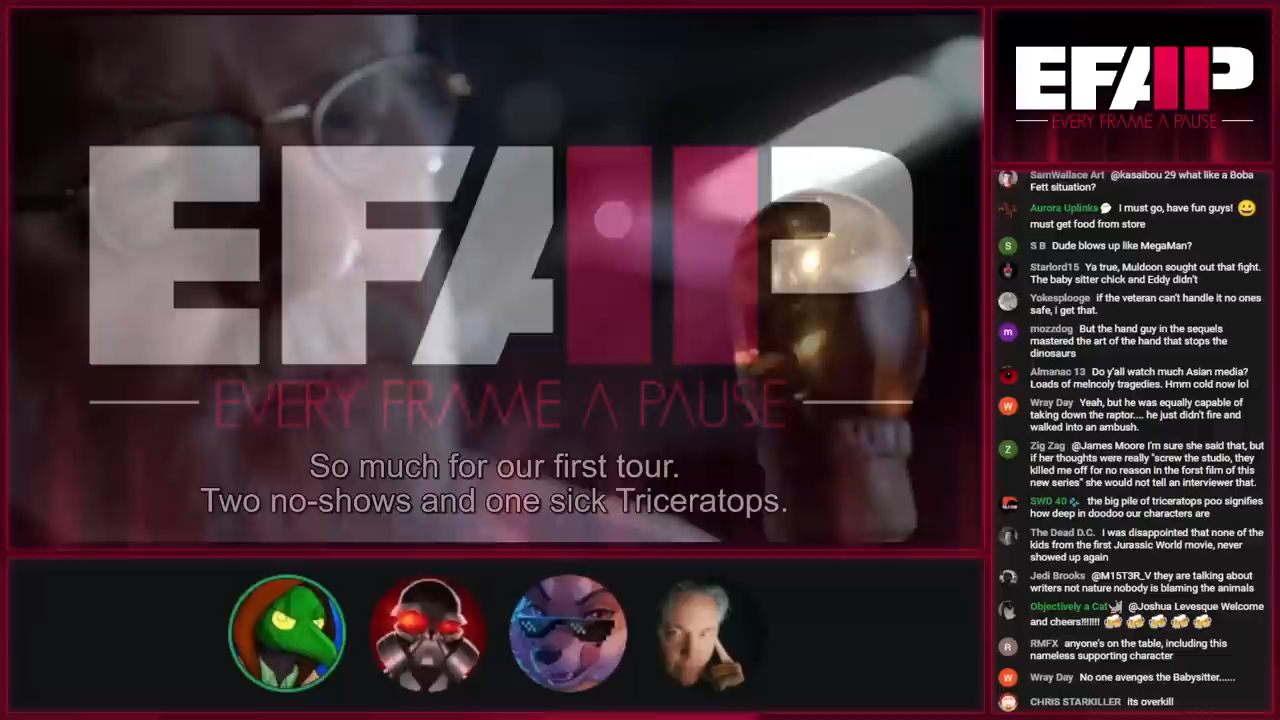 EFAP
EVERY FRAME A PAUSE
So much for our first tour.
Two no-shows and one sick Triceratops.
EFAP
EVERY FRAME A PAUSE
SamWallace Art @kasaibou 29 what like a Boba
Fett situation?
Aurora Uplinks I must go, have fun guys!
must get food from store
S B Dude blows up like MegaMan?
Starlord15 Ya true, Muldoon sought out that fight.
The baby sitter chick and Eddy didn't
Yokesplooge if the veteran can't handle it no ones
safe, I get that.
mozzdog But the hand guy in the sequels
mastered the art of the hand that stops the
dinosaurs
Almanac 13 Do y'all watch much Asian media?
Loads of melncoly tragedies. Hmm cold now lol
Wray Day Yeah, but he was equally capable of
taking down the raptor.... he just didn't fire and
walked into an ambush.
Zig Zag @James Moore I'm sure she said that, but
if her thoughts were really "screw the studio, they
killed me off for no reason in the forst film of this
new series" she would not tell an interviewer that.
SWD 4D the big pile of triceratops poo signifies
how deep in doodoo our characters are
The Dead D.C. I was disappointed that none of the
kids from the first Jurassic World movie, never
showed up again
Jedi Brooks @M15T3R_V they are talking about
writers not nature nobody is blaming the animals
Objectively a Cat @Joshua Levesque Welcome
and cheers!!!!!!!
RMFX anyone's on the table, including this
nameless supporting character
Wray Day No one avenges the Babysitter......
CHRIS STARKILLER its overkill